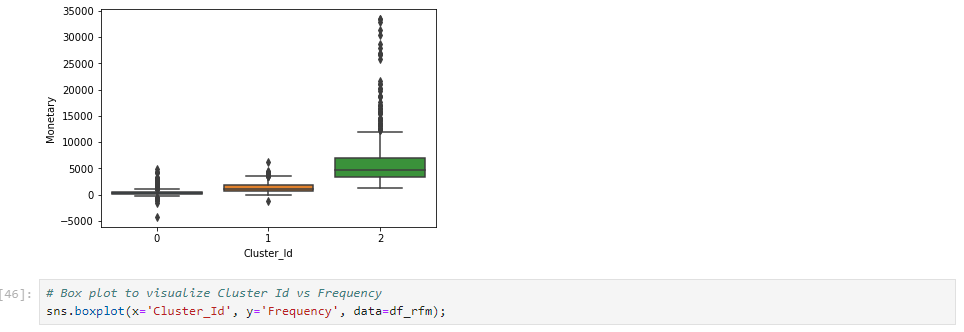 35000
30000
25000
20000
15000
10000
5000
0
−5000
Monetary
0 1 2
Cluster_Id
[46]:
# Box plot to visualize Cluster Id vs Frequency
sns.boxplot(x='Cluster_Id', y='Frequency', data=df_rfm);